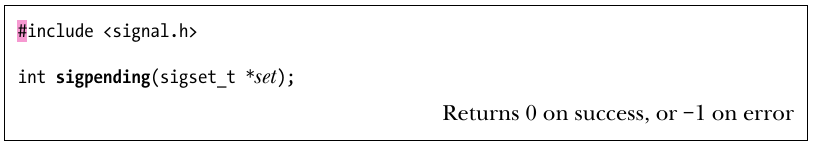 #include <signal.h>
int sigpending(sigset_t *set);
Returns 0 on success, or −1 on error